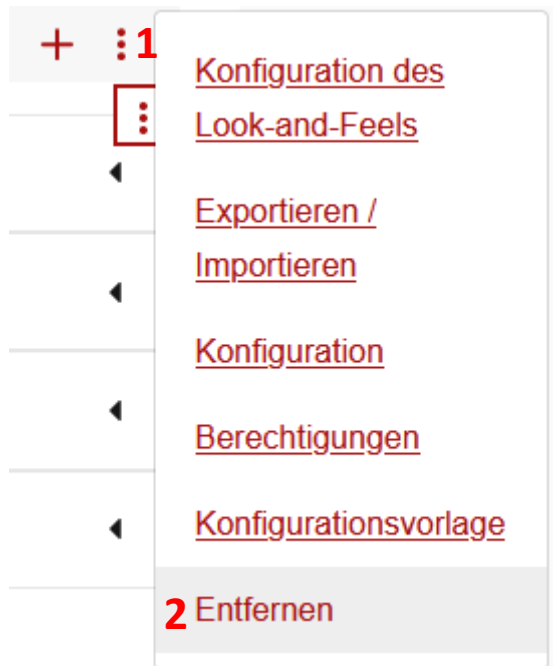 1
Konfiguration des
Look-and-Feels
Exportieren /
Importieren
Konfiguration
Berechtigungen
Konfigurationsvorlage
2 Entfernen